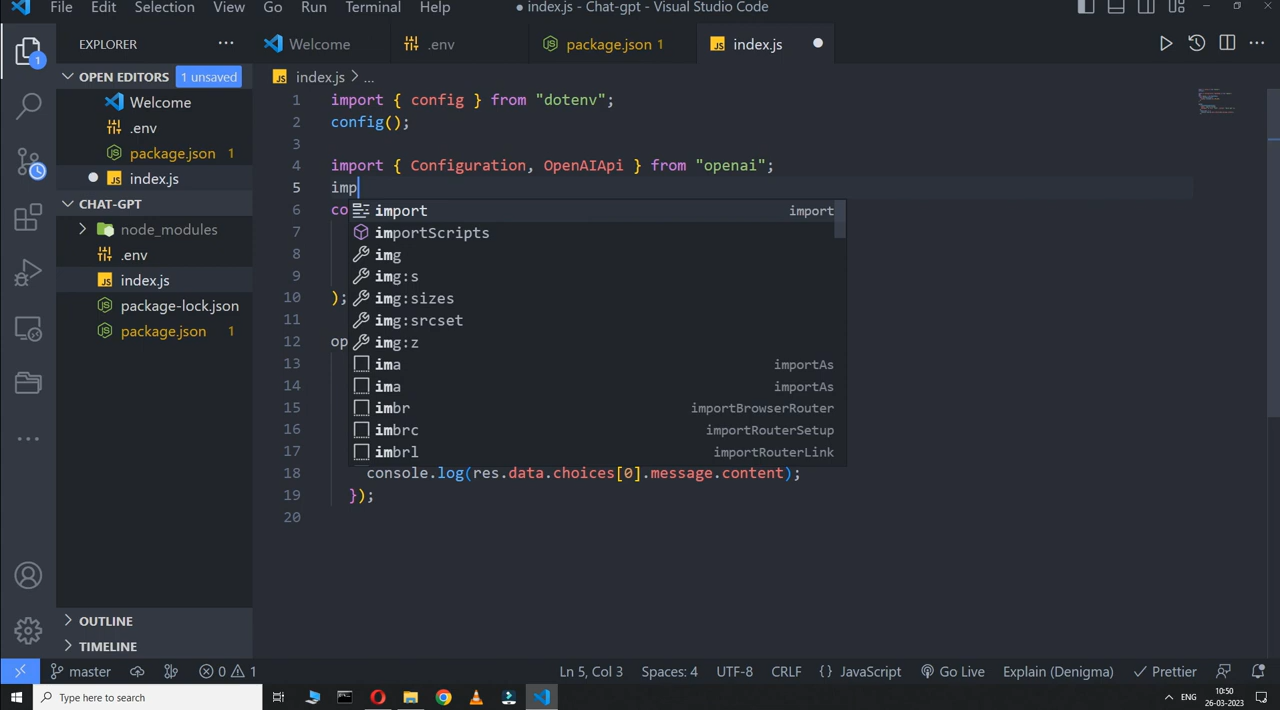 File Edit Selection View Go Run Terminal Help ● index.js - Chat-gpt - Visual Studio Code
EXPLORER
Welcome .env package.json 1 index.js
OPEN EDITORS 1 unsaved
Welcome
.env
package.json 1
index.js
CHAT-GPT
node_modules
.env
index.js
package-lock.json
package.json 1
OUTLINE
TIMELINE
1
index.js > ...
1 import { config } from "dotenv";
2 config();
3
4 import { Configuration, OpenAIApi } from "openai";
5 imp
6 co
7
8
9
10 );
11
12 op
13
14
15
16
17
18 console.log(res.data.choices[0].message.content);
19 });
20
import import
importScripts
img
img:s
img:sizes
img:srcset
img:z
ima importAs
ima importAs
imbr importBrowserRouter
imbrc importRouterSetup
imbrl importRouterLink
master 0 1 Ln 5, Col 3 Spaces: 4 UTF-8 CRLF {} JavaScript Go Live Explain (Denigma) Prettier
Type here to search ENG 10:50
26-03-2023